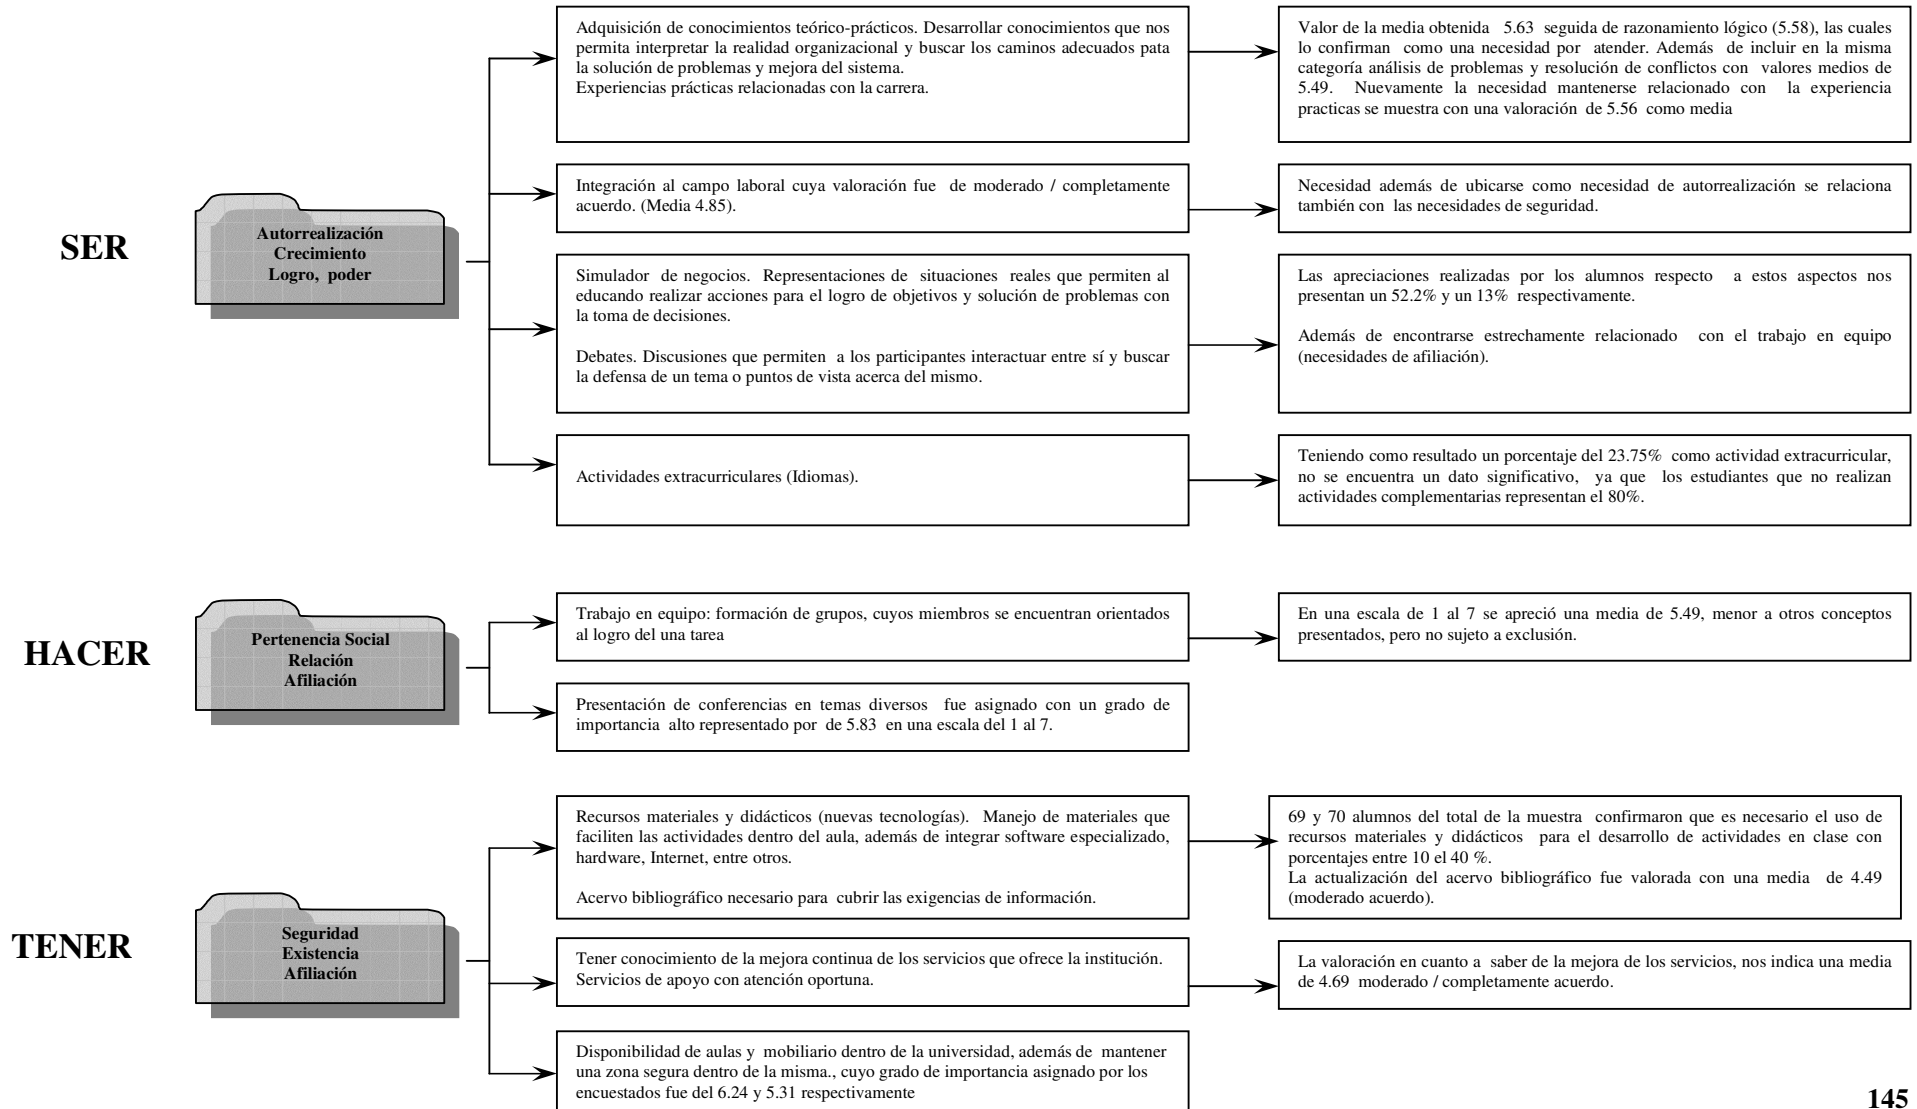 SER
Autorrealización
Crecimiento
Logro, poder
Adquisición de conocimientos teórico-prácticos. Desarrollar conocimientos que nos
permita interpretar la realidad organizacional y buscar los caminos adecuados pata
la solución de problemas y mejora del sistema.
Experiencias prácticas relacionadas con la carrera.
Valor de la media obtenida 5.63 seguida de razonamiento lógico (5.58), las cuales
lo confirman como una necesidad por atender. Además de incluir en la misma
categoría análisis de problemas y resolución de conflictos con valores medios de
5.49. Nuevamente la necesidad mantenerse relacionado con la experiencia
practicas se muestra con una valoración de 5.56 como media
Integración al campo laboral cuya valoración fue de moderado / completamente
acuerdo. (Media 4.85).
Necesidad además de ubicarse como necesidad de autorrealización se relaciona
también con las necesidades de seguridad.
Simulador de negocios. Representaciones de situaciones reales que permiten al
educando realizar acciones para el logro de objetivos y solución de problemas con
la toma de decisiones.
Debates. Discusiones que permiten a los participantes interactuar entre sí y buscar
la defensa de un tema o puntos de vista acerca del mismo.
Las apreciaciones realizadas por los alumnos respecto a estos aspectos nos
presentan un 52.2% y un 13% respectivamente.
Además de encontrarse estrechamente relacionado con el trabajo en equipo
(necesidades de afiliación).
Actividades extracurriculares (Idiomas).
Teniendo como resultado un porcentaje del 23.75% como actividad extracurricular,
no se encuentra un dato significativo, ya que los estudiantes que no realizan
actividades complementarias representan el 80%.
HACER
Pertenencia Social
Relación
Afiliación
Trabajo en equipo: formación de grupos, cuyos miembros se encuentran orientados
al logro del una tarea
En una escala de 1 al 7 se apreció una media de 5.49, menor a otros conceptos
presentados, pero no sujeto a exclusión.
Presentación de conferencias en temas diversos fue asignado con un grado de
importancia alto representado por de 5.83 en una escala del 1 al 7.
TENER
Seguridad
Existencia
Afiliación
Recursos materiales y didácticos (nuevas tecnologías). Manejo de materiales que
faciliten las actividades dentro del aula, además de integrar software especializado,
hardware, Internet, entre otros.
Acervo bibliográfico necesario para cubrir las exigencias de información.
69 y 70 alumnos del total de la muestra confirmaron que es necesario el uso de
recursos materiales y didácticos para el desarrollo de actividades en clase con
porcentajes entre 10 el 40 %.
La actualización del acervo bibliográfico fue valorada con una media de 4.49
(moderado acuerdo).
Tener conocimiento de la mejora continua de los servicios que ofrece la institución.
Servicios de apoyo con atención oportuna.
La valoración en cuanto a saber de la mejora de los servicios, nos indica una media
de 4.69 moderado / completamente acuerdo.
Disponibilidad de aulas y mobiliario dentro de la universidad, además de mantener
una zona segura dentro de la misma., cuyo grado de importancia asignado por los
encuestados fue del 6.24 y 5.31 respectivamente
145